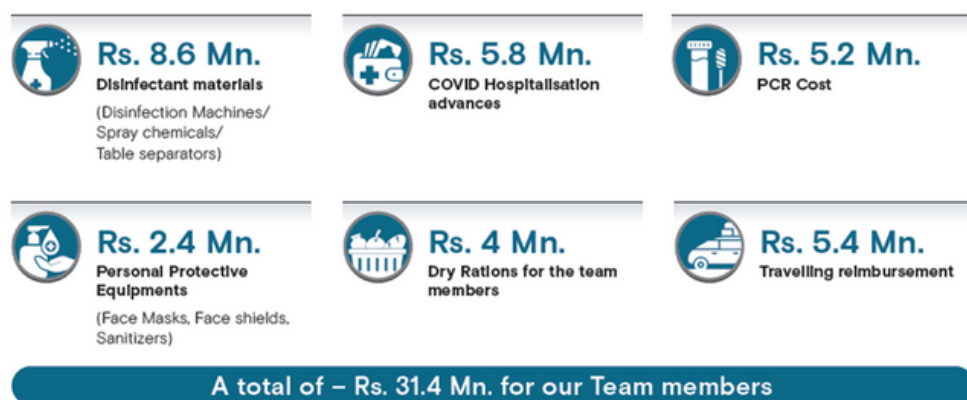 Rs. 8.6 Mn.
Disinfectant materials
(Disinfection Machines/
Spray chemicals/
Table separators)
Rs. 5.8 Mn.
COVID Hospitalisation
advances
Rs. 5.2 Mn.
PCR Cost
Rs. 2.4 Mn.
Personal Protective
Equipments
(Face Masks, Face shields,
Sanitizers)
Rs. 4 Mn.
Dry Rations for the team
members
Rs. 5.4 Mn.
Travelling reimbursement
A total of – Rs. 31.4 Mn. for our Team members